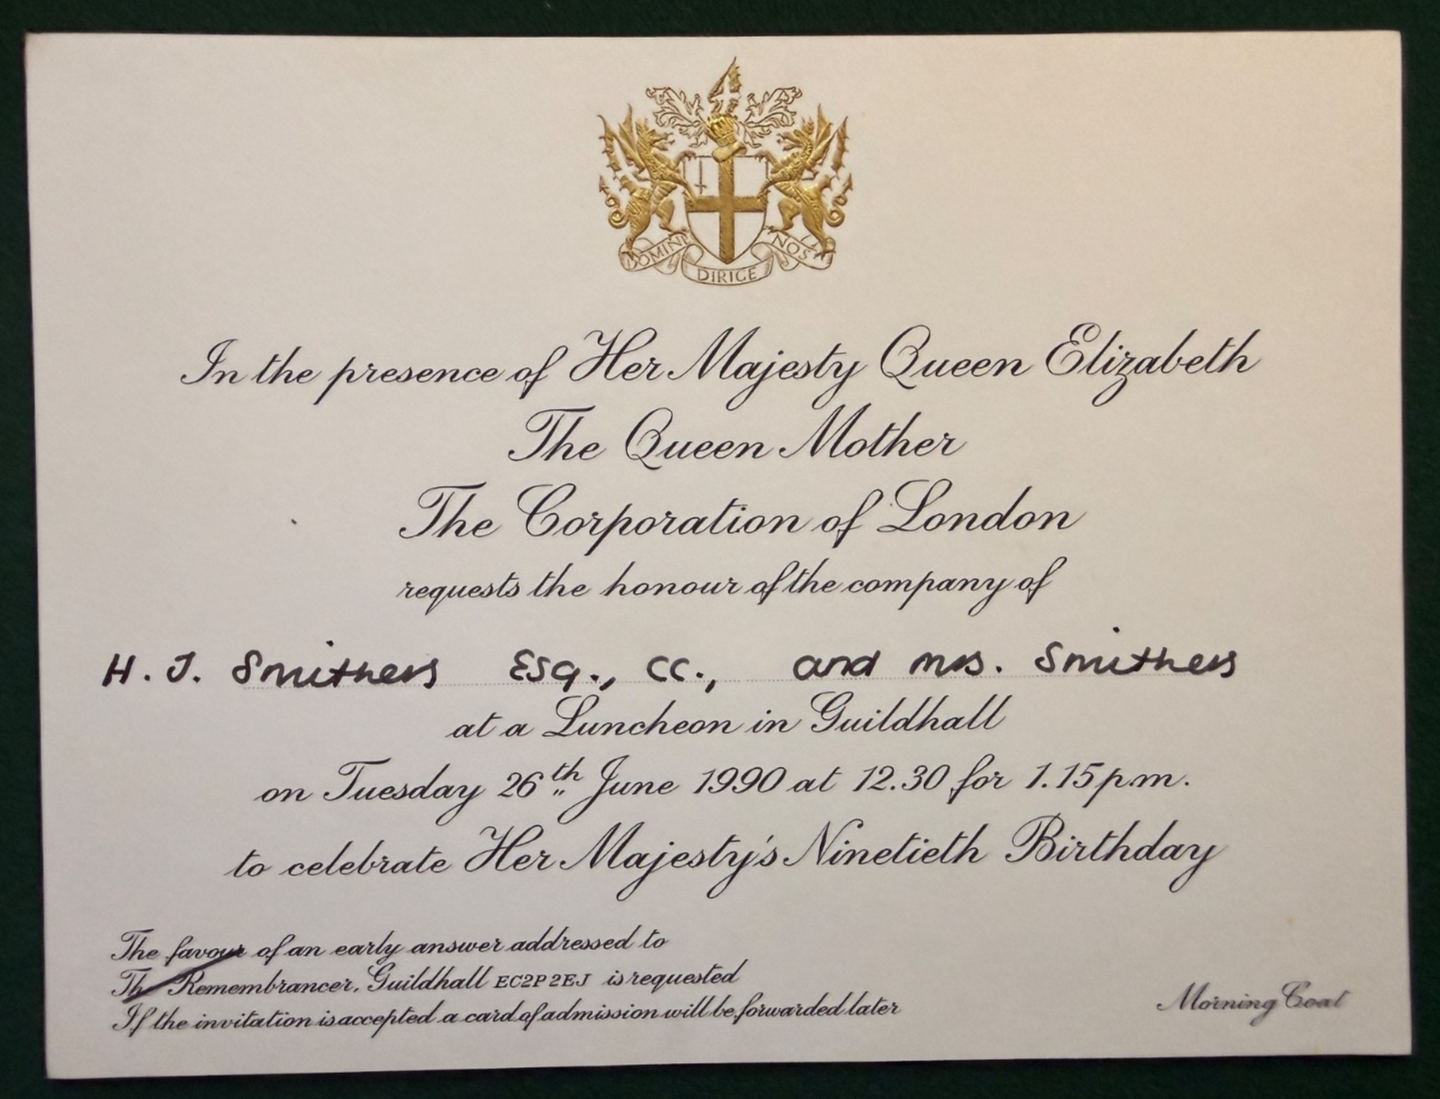 DOMINE DIRIGE NOS
In the presence of Her Majesty Queen Elizabeth
The Queen Mother
The Corporation of London
requests the honour of the company of
H. J. Smithers Esq., CC., and Mrs. Smithers
at a Luncheon in Guildhall
on Tuesday 26th June 1990 at 12.30 for 1.15 p.m.
to celebrate Her Majesty's Ninetieth Birthday
The favour of an early answer addressed to
The Remembrancer, Guildhall EC2P 2EJ is requested
If the invitation is accepted a card of admission will be forwarded later
Morning Coat